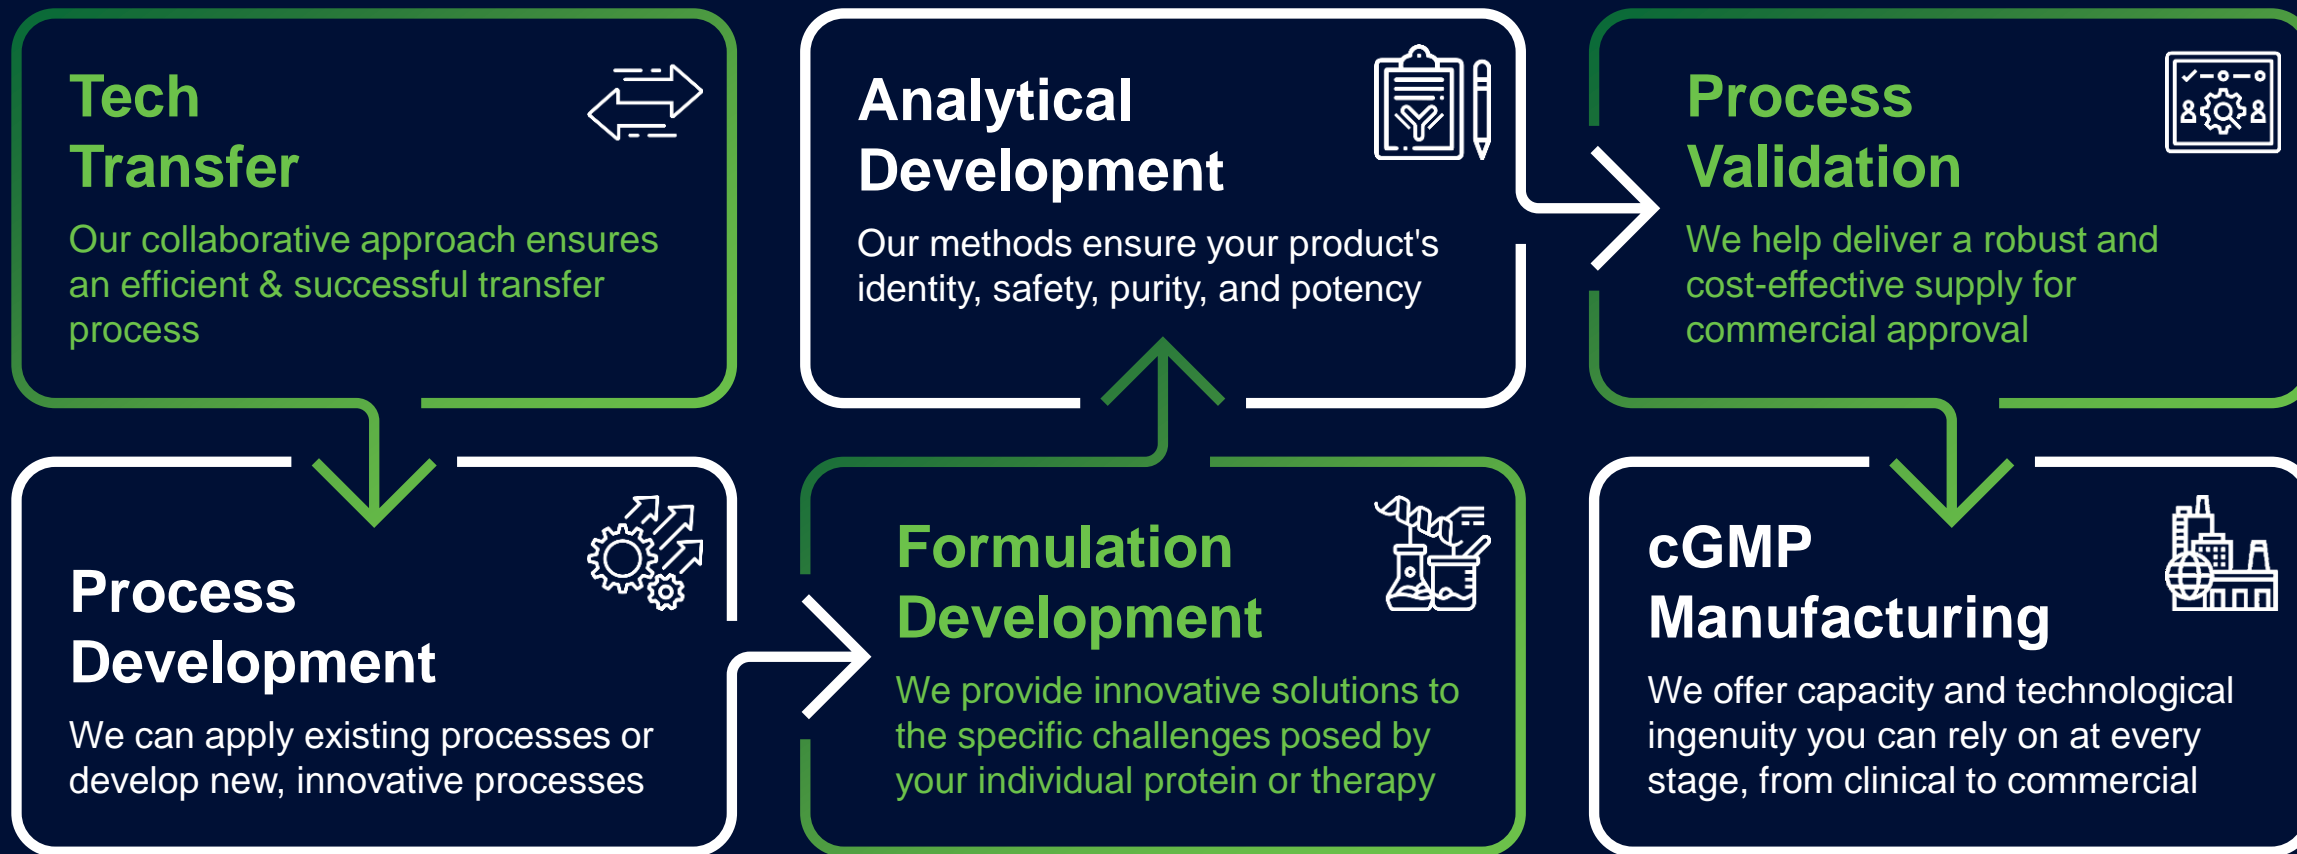 Tech
Transfer
Our collaborative approach ensures
an efficient & successful transfer
process
Process
Development
We can apply existing processes or
develop new, innovative processes
Formulation
Development
We provide innovative solutions to
the specific challenges posed by
your individual protein or therapy
Analytical
Development
Our methods ensure your product's
identity, safety, purity, and potency
Process
Validation
We help deliver a robust and
cost-effective supply for
commercial approval
cGMP
Manufacturing
We offer capacity and technological
ingenuity you can rely on at every
stage, from clinical to commercial